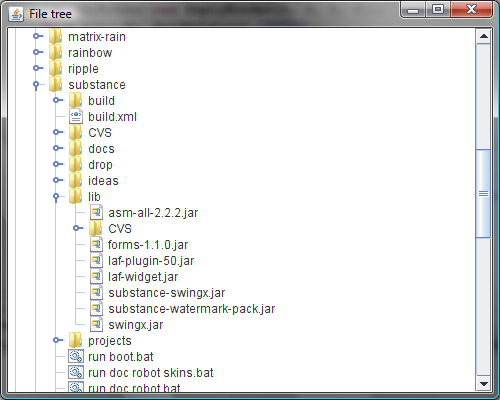 File tree
matrix-rain
rainbow
ripple
substance
build
build.xml
CVS
docs
drop
ideas
lib
asm-all-2.2.2.jar
CVS
forms-1.1.0.jar
laf-plugin-50.jar
laf-widget.jar
substance-swingx.jar
substance-watermark-pack.jar
swingx.jar
projects
run boot.bat
run doc robot skins.bat
run doc robot.bat